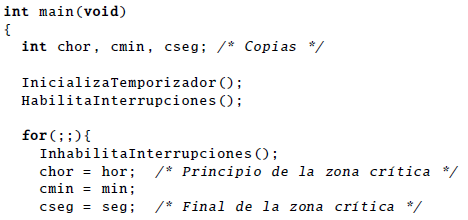 int main(void)
{
  int chor, cmin, cseg; /* Copias */

  InicializaTemporizador();
  HabilitaInterrupciones();

  for(;;){
    InhabilitaInterrupciones();
    chor = hor;  /* Principio de la zona crítica */
    cmin = min;
    cseg = seg;  /* Final de la zona crítica */